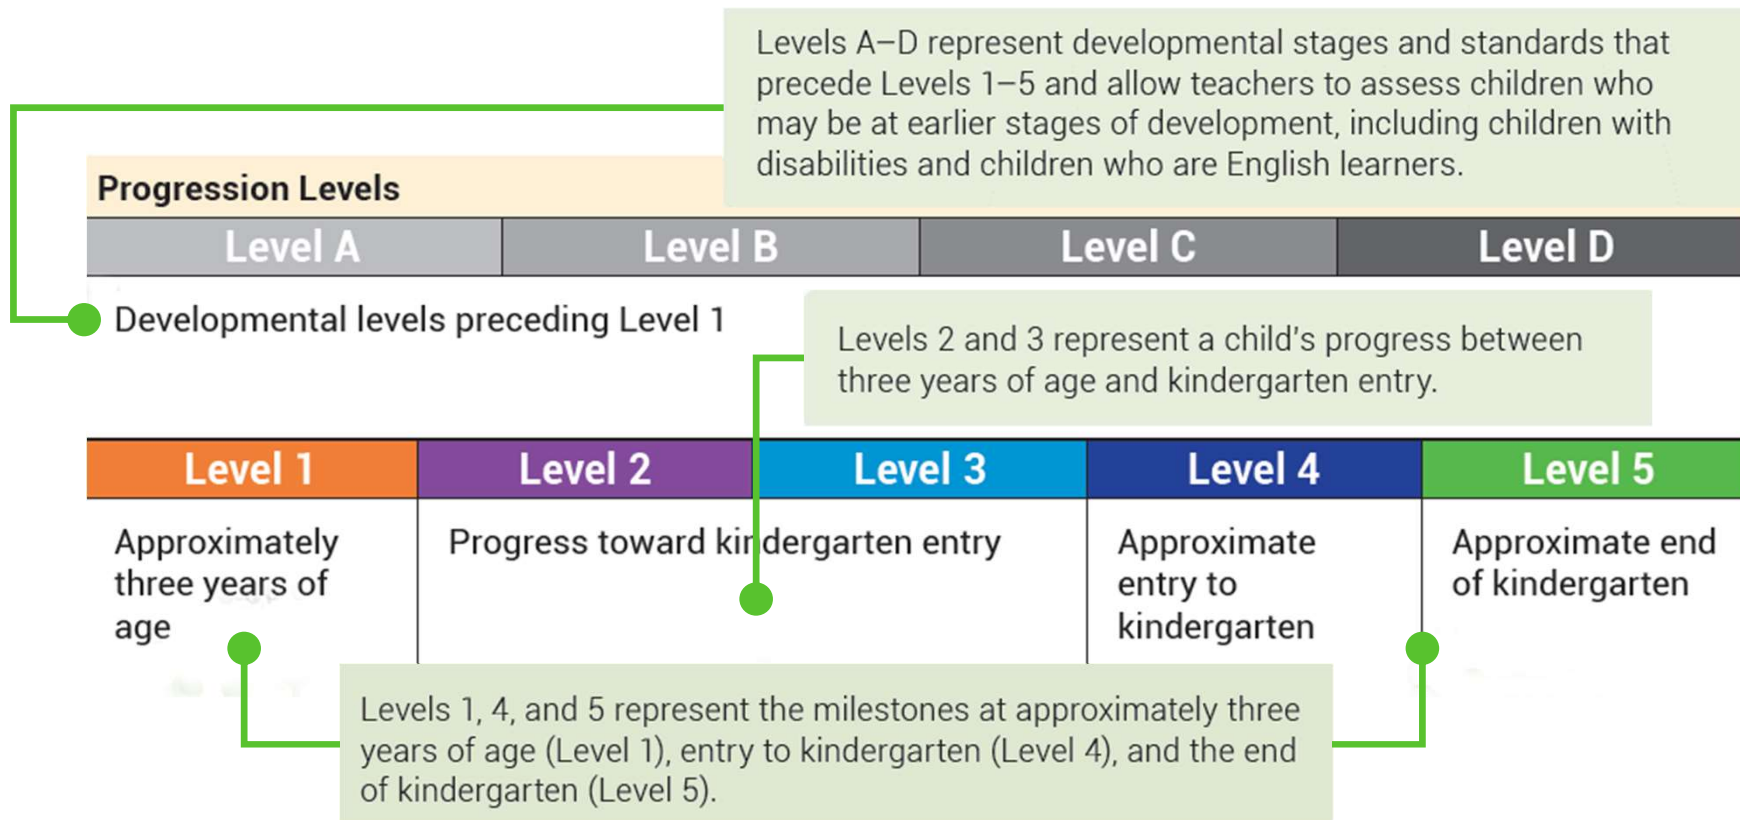 Levels A–D represent developmental stages and standards that
precede Levels 1–5 and allow teachers to assess children who
may be at earlier stages of development, including children with
disabilities and children who are English learners.
Progression Levels
Level A
Level B
Level C
Level D
Developmental levels preceding Level 1
Levels 2 and 3 represent a child's progress between
three years of age and kindergarten entry.
Level 1
Level 2
Level 3
Level 4
Level 5
Approximately
three years of
age
Progress toward kindergarten entry
Approximate
entry to
kindergarten
Approximate end
of kindergarten
Levels 1, 4, and 5 represent the milestones at approximately three
years of age (Level 1), entry to kindergarten (Level 4), and the end
of kindergarten (Level 5).